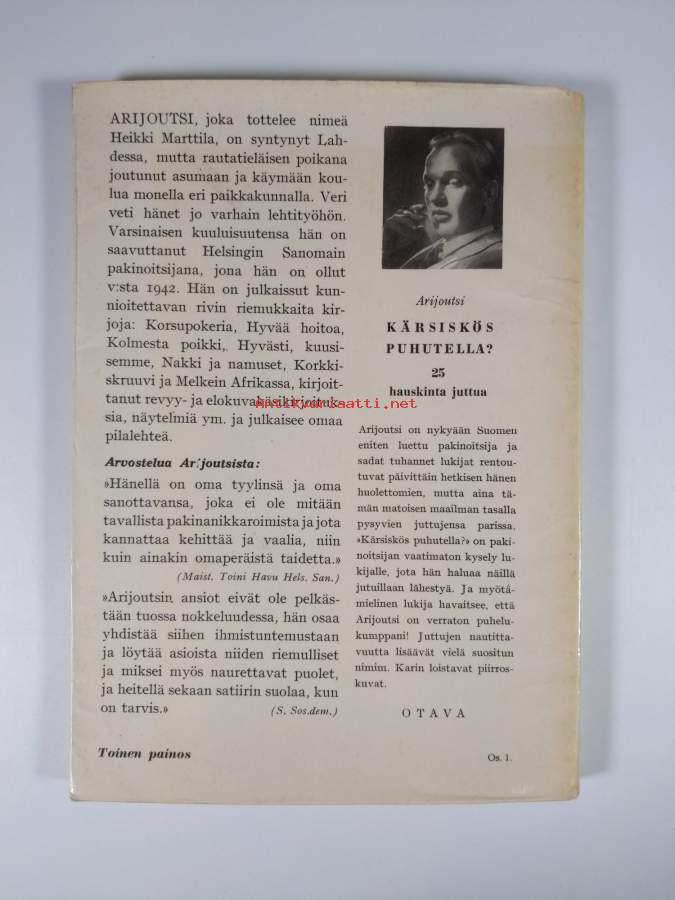 ARIJOUTSI, joka tottelee nimeä
Heikki Marttila, on syntynyt Lah-
dessa, mutta rautatieläisen poikana
joutunut asumaan ja käymään kou-
lua monella eri paikkakunnalla. Veri
veti hänet jo varhain lehtityöhön.
Varsinaisen kuuluisuutensa hän on
saavuttanut Helsingin Sanomain
pakinoitsijana, jona hän on ollut
v:sta 1942. Hän on julkaissut kun-
nioitettavan rivin riemukkaita kir-
joja: Korsupokeria, Hyvää hoitoa,
Kolmesta poikki, Hyvästi, kuusi-
semme, Nakki ja namuset, Korkki-
skruuvi ja Melkein Afrikassa, kirjoit-
tanut revyy- ja elokuvakäsikirjoituk-
sia, näytelmiä ym. ja julkaisee omaa
pilalehteä.
Arvostelua Arijoutsista:
»Hänellä on oma tyylinsä ja oma
sanottavansa, joka ei ole mitään
tavallista pakinanikkaroimista ja jota
kannattaa kehittää ja vaalia, niin
kuin ainakin omaperäistä taidetta.»
(Maist. Toini Havu Hels. San.)
»Arijoutsin ansiot eivät ole pelkäs-
tään tuossa nokkeluudessa, hän osaa
yhdistää siihen ihmistuntemustaan
ja löytää asioista niiden riemulliset
ja miksei myös naurettavat puolet,
ja heitellä sekaan satiirin suolaa, kun
on tarvis.»
(S. Sos.dem.)
Toinen painos
Arijoutsi
KÄRSISKÖS
PUHUTELLA?
25
hauskinta juttua
Arijoutsi on nykyään Suomen
eniten luettu pakinoitsija ja
sadat tuhannet lukijat rentou-
tuvat päivittäin hetkisen hänen
huolettomien, mutta aina tä-
män matoisen maailman tasalla
pysyvien juttujensa parissa.
»Kärsiskös puhutella?» on paki-
noitsijan vaatimaton kysely lu-
kijalle, jota hän haluaa näillä
jutuillaan lähestyä. Ja myötä-
mielinen lukija havaitsee, että
Arijoutsi on verraton puhelu-
kumppani! Juttujen nautitta-
vuutta lisäävät vielä suositun
nimim. Karin loistavat piirros-
kuvat.
OTAVA
Os. 1.
Antikvariaatti.net